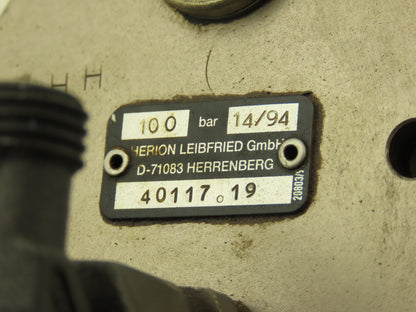 H H
100 bar 14/94
HERION LEIBFRIED GmbH
D-71083 HERRENBERG
40117.19